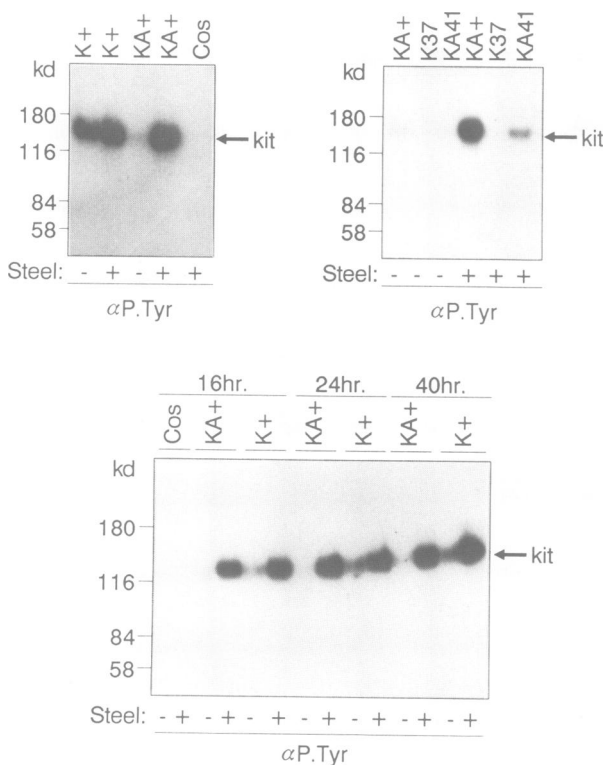 K+ K+ KA+ KA+ Cos
kd
180
116
84
58
kit
Steel: - + - + +
αP.Tyr
KA+ K37 KA41 KA+ K37 KA41
kd
180
116
84
58
kit
Steel: - - - + + +
αP.Tyr
16hr. 24hr. 40hr.
Cos KA+ K+ KA+ K+ KA+ K+
kd
180
116
84
58
kit
Steel: - + - + - + - + - + - + - +
αP.Tyr